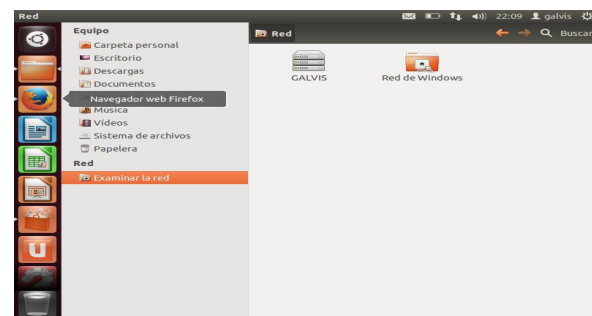 Red
22:09 galvis
Equipo
Carpeta personal
Escritorio
Descargas
Documentos
Navegador web Firefox
Música
Vídeos
Sistema de archivos
Papelera
Red
Examinar la red
Red
Buscar
GALVIS
Red de Windows